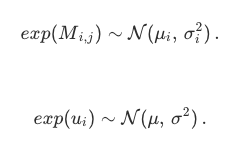 exp(M_{i,j}) ∼ 𝒩(μ_i, σ_i^2).
exp(u_i) ∼ 𝒩(μ, σ^2).